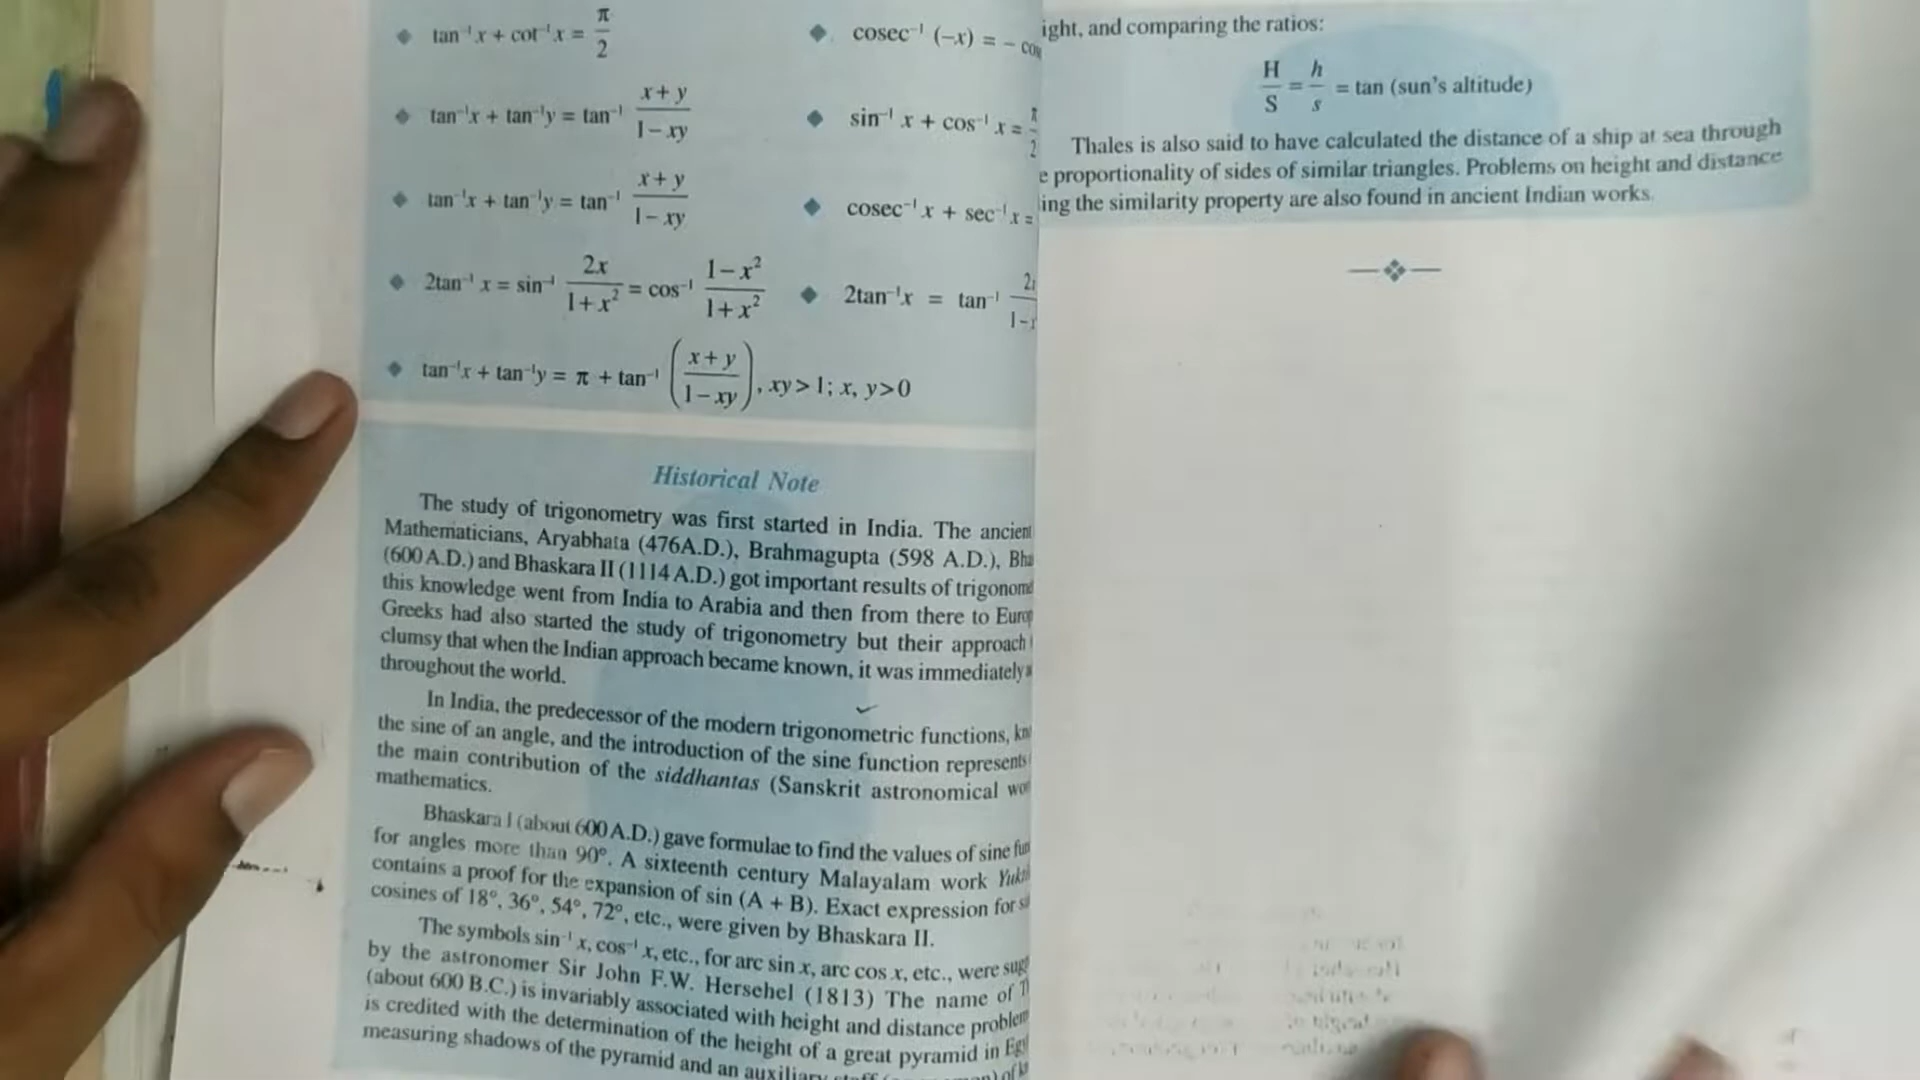 tan⁻¹x + cot⁻¹x = π/2
cosec⁻¹ (–x) = –
tan⁻¹x + tan⁻¹y = tan⁻¹ (x + y)/(1 – xy)
sin⁻¹ x + cos⁻¹ x = π/2
tan⁻¹x + tan⁻¹y = tan⁻¹ (x + y)/(1 – xy)
cosec⁻¹ x + sec⁻¹x =
2tan⁻¹ x = sin⁻¹ 2x/(1 + x²) = cos⁻¹ (1 – x²)/(1 + x²)
2tan⁻¹x = tan⁻¹
tan⁻¹x + tan⁻¹y = π + tan⁻¹ ((x + y)/(1 – xy)), xy > 1; x, y > 0
Historical Note
The study of trigonometry was first started in India. The ancient
Mathematicians, Aryabhata (476A.D.), Brahmagupta (598 A.D.),
(600 A.D.) and Bhaskara II (1114 A.D.) got important results of
this knowledge went from India to Arabia and then from there to
Greeks had also started the study of trigonometry but their approach
clumsy that when the Indian approach became known, it was immediately
throughout the world.
In India, the predecessor of the modern trigonometric functions,
the sine of an angle, and the introduction of the sine function represents
the main contribution of the siddhantas (Sanskrit astronomical
mathematics.
Bhaskara I (about 600 A.D.) gave formulae to find the values of sine
for angles more than 90°. A sixteenth century Malayalam work
contains a proof for the expansion of sin (A + B). Exact expression for
cosines of 18°, 36°, 54°, 72°, etc., were given by Bhaskara II.
The symbols sin⁻¹ x, cos⁻¹ x, etc., for arc sin x, arc cos x, etc., were
by the astronomer Sir John F.W. Herschel (1813) The name of
(about 600 B.C.) is invariably associated with height and distance
is credited with the determination of the height of a great pyramid in
measuring shadows of the pyramid and an auxiliary
ight, and comparing the ratios:
H/S = h/s = tan (sun's altitude)
Thales is also said to have calculated the distance of a ship at sea through
e proportionality of sides of similar triangles. Problems on height and distance
ing the similarity property are also found in ancient Indian works.